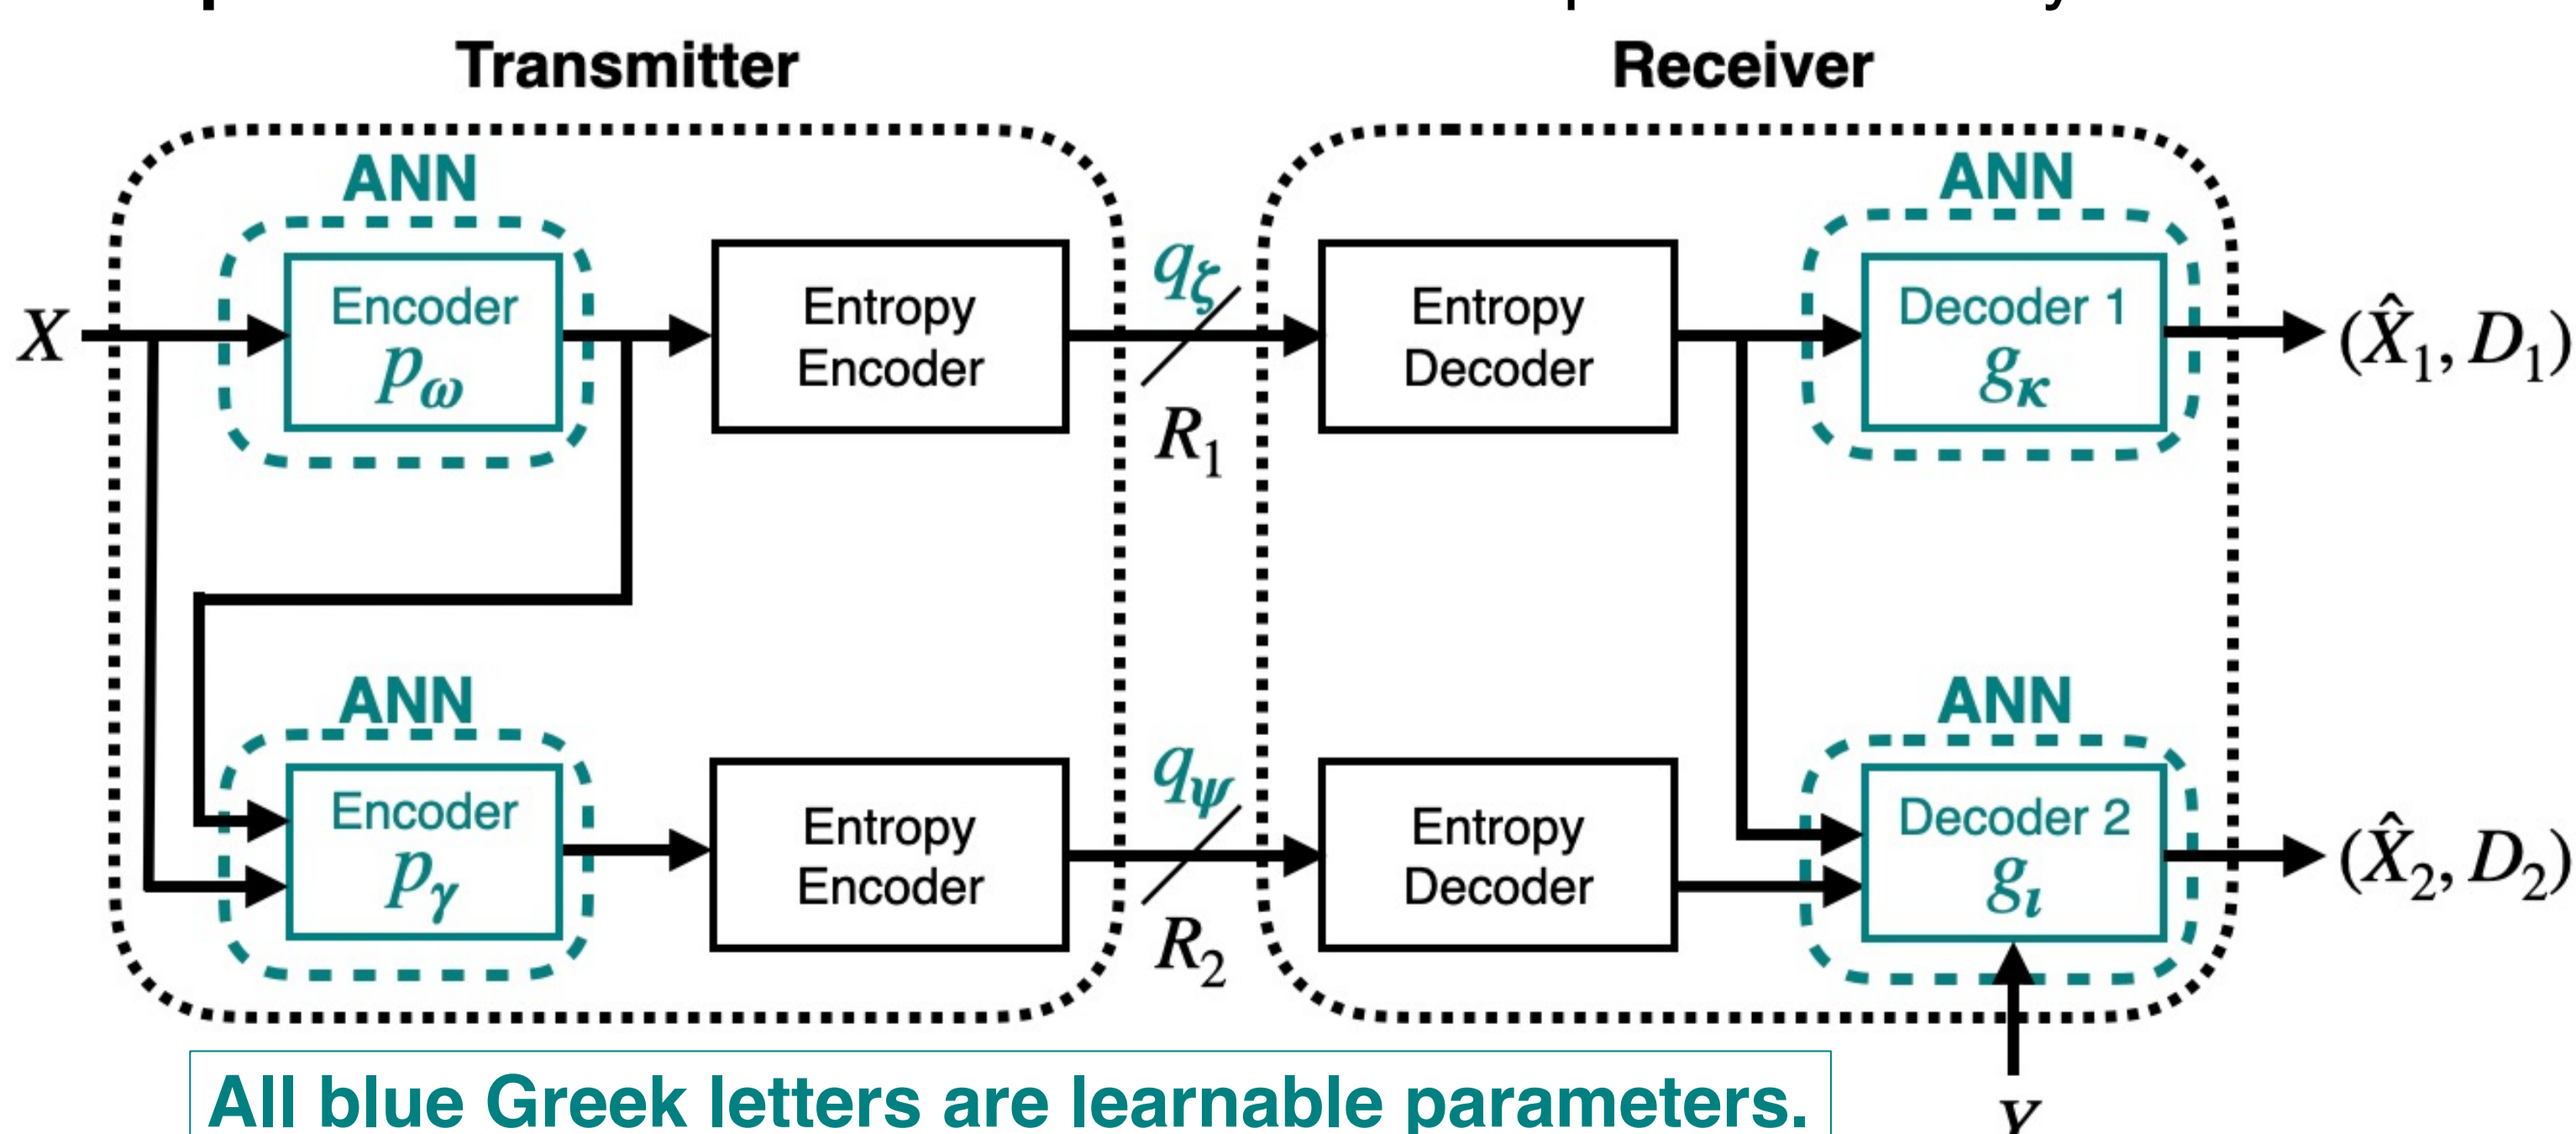 Transmitter
Receiver
ANN
ANN
X
Encoder
p_ω
Entropy
Encoder
q_ζ
R_1
Entropy
Decoder
Decoder 1
g_κ
(X̂_1, D_1)
ANN
ANN
Encoder
p_γ
Entropy
Encoder
q_ψ
R_2
Entropy
Decoder
Decoder 2
g_ι
(X̂_2, D_2)
All blue Greek letters are learnable parameters.
Y